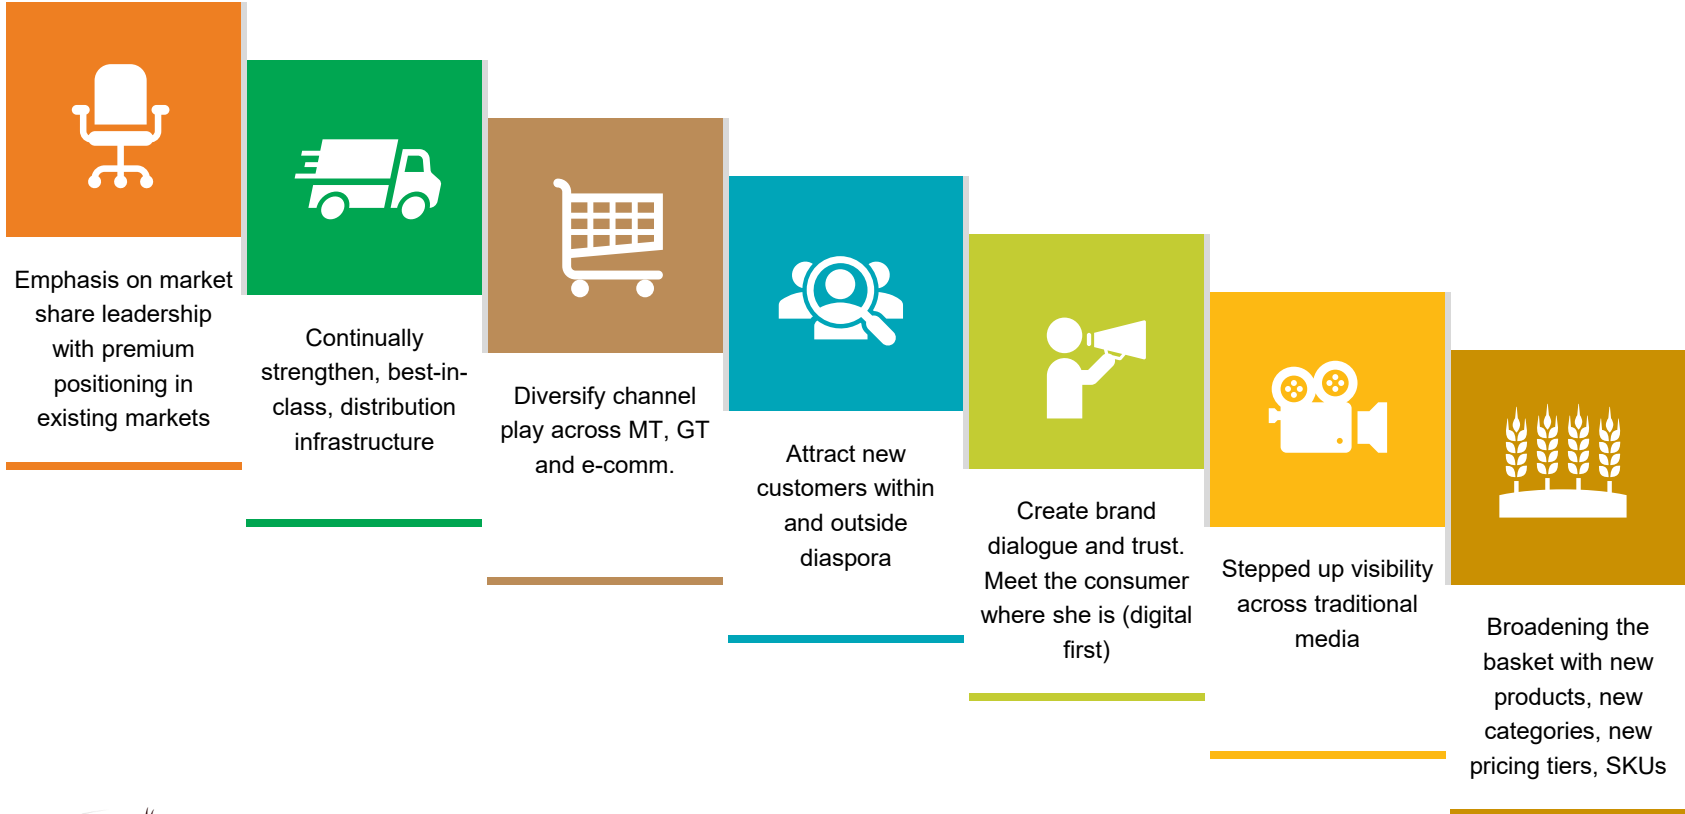 Emphasis on market
share leadership
with premium
positioning in
existing markets
Continually
strengthen, best-in-
class, distribution
infrastructure
Diversify channel
play across MT, GT
and e-comm.
Attract new
customers within
and outside
diaspora
Create brand
dialogue and trust.
Meet the consumer
where she is (digital
first)
Stepped up visibility
across traditional
media
Broadening the
basket with new
products, new
categories, new
pricing tiers, SKUs